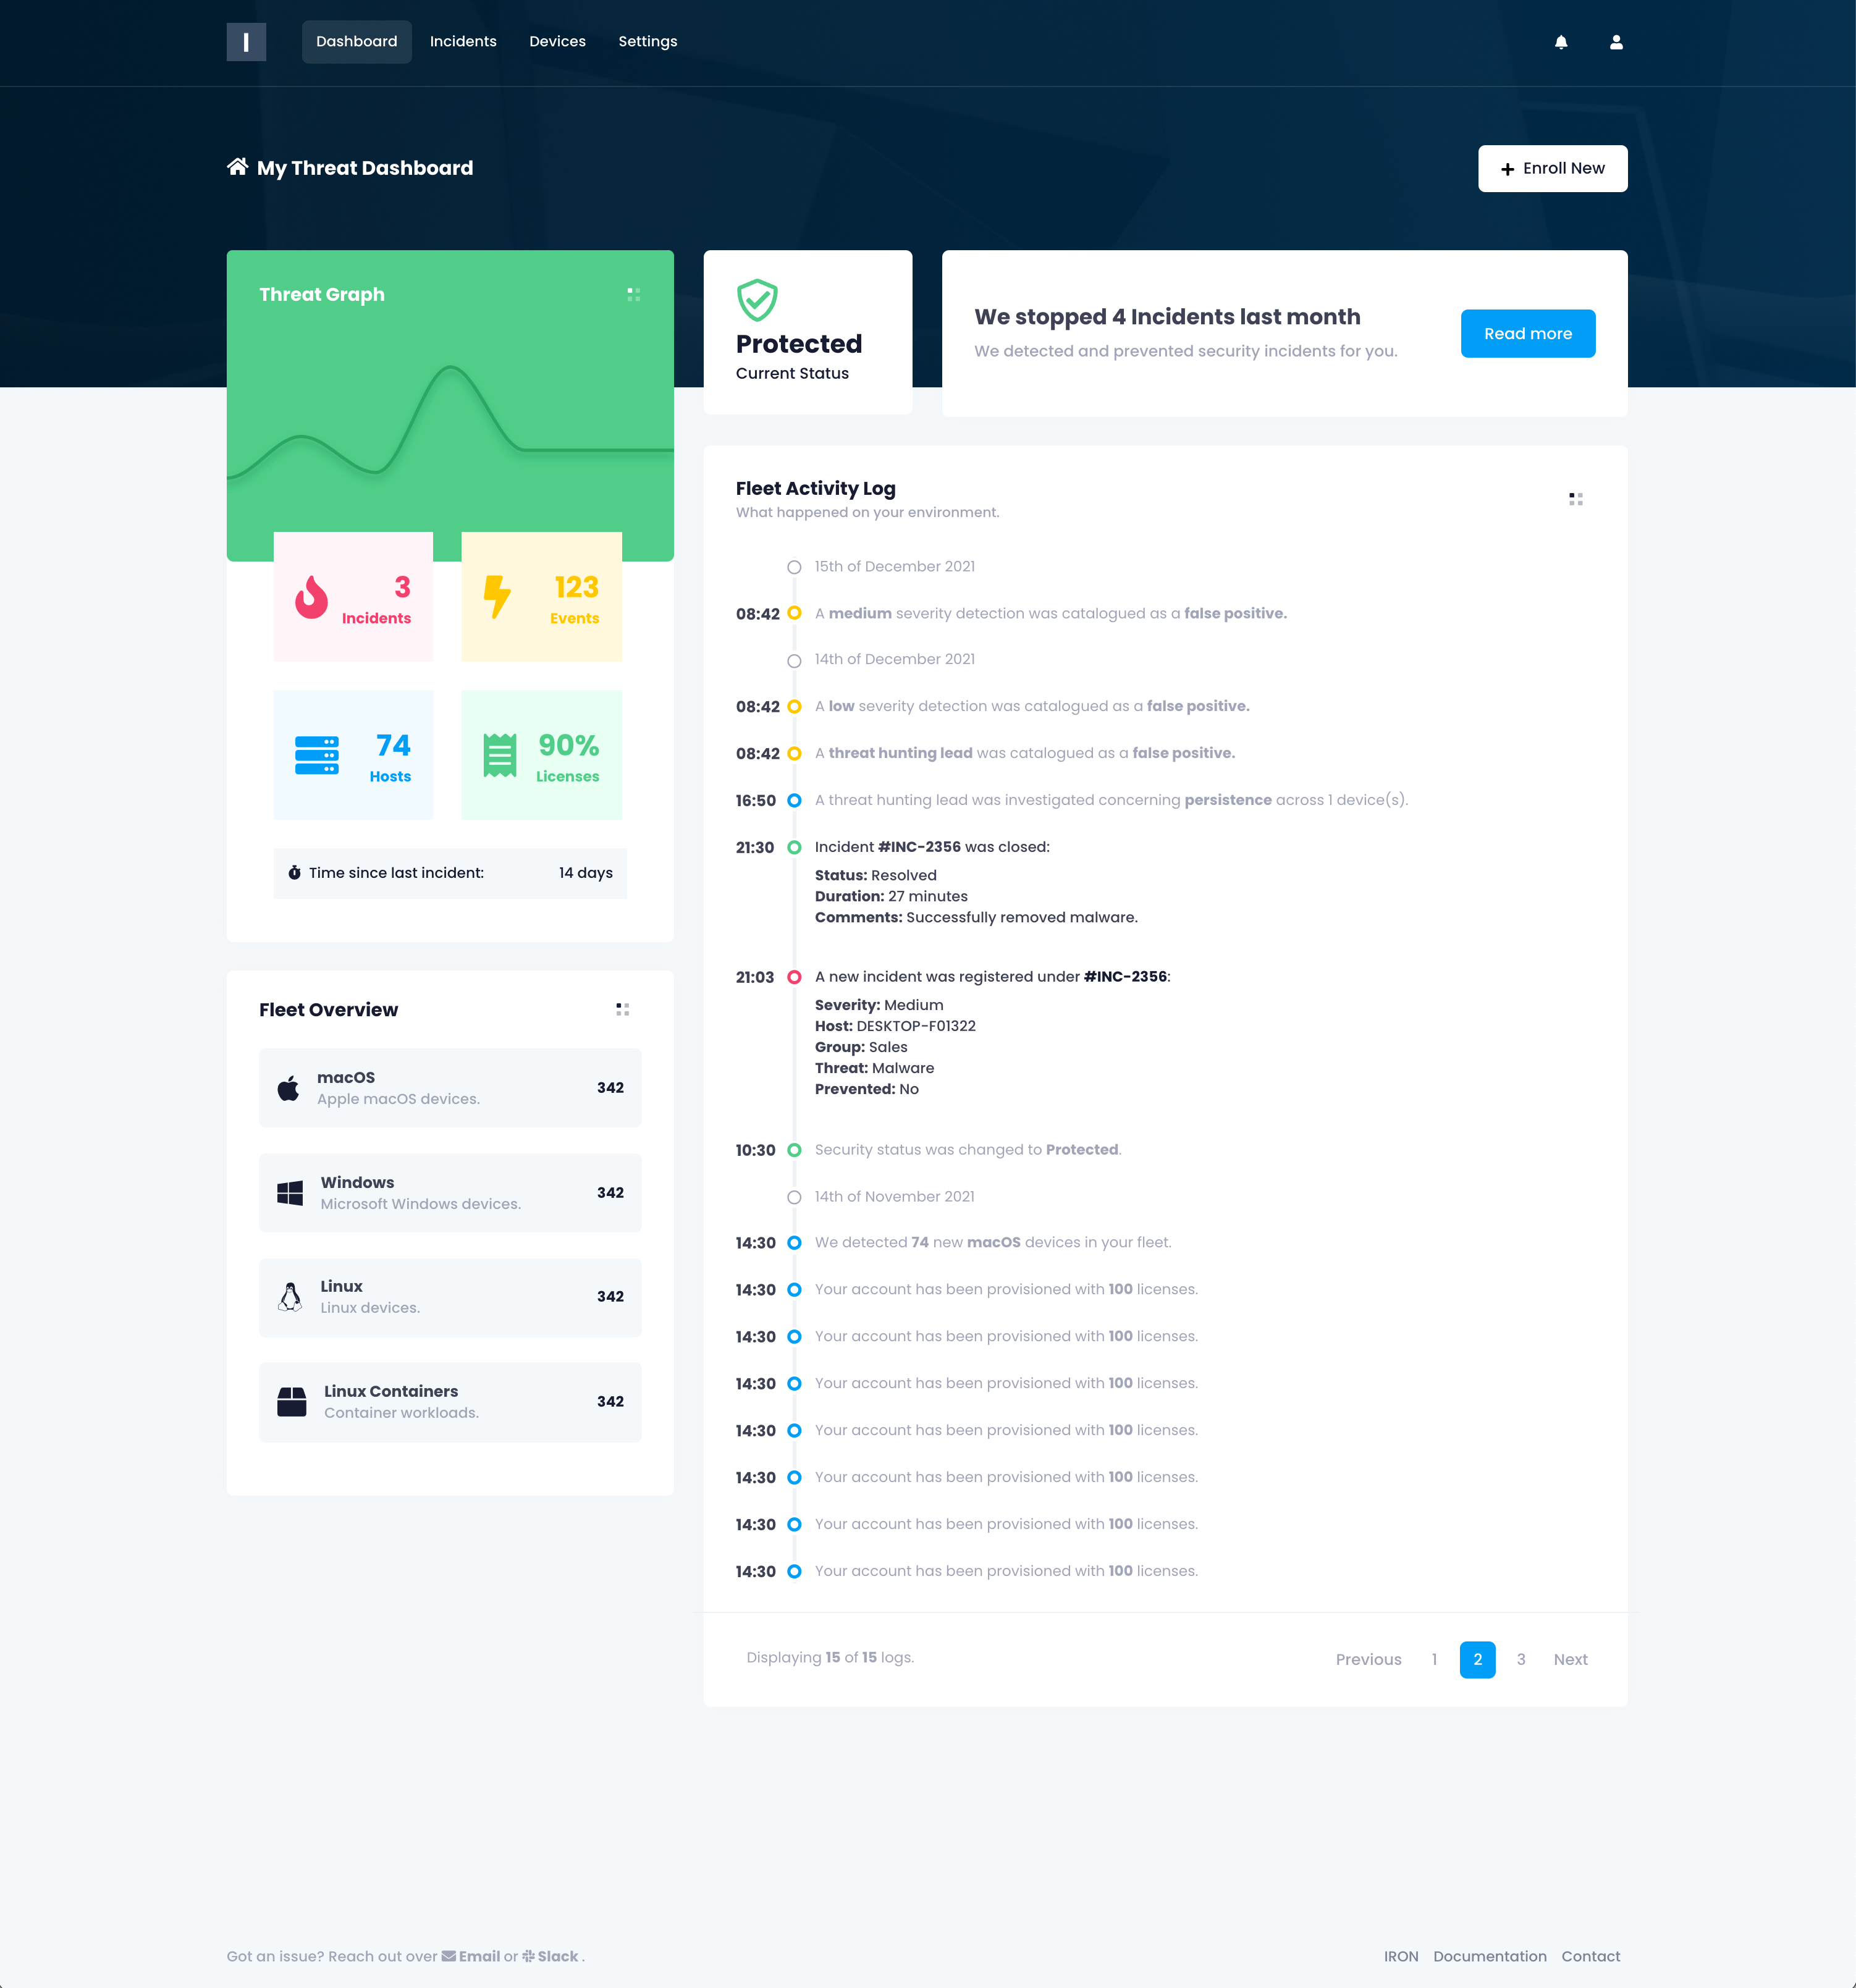 I
Dashboard
Incidents
Devices
Settings
My Threat Dashboard
Enroll New
Threat Graph
3
Incidents
123
Events
74
Hosts
90%
Licenses
Time since last incident: 14 days
Fleet Overview
macOS
Apple macOS devices.
342
Windows
Microsoft Windows devices.
342
Linux
Linux devices.
342
Linux Containers
Container workloads.
342
Protected
Current Status
We stopped 4 Incidents last month
We detected and prevented security incidents for you.
Read more
Fleet Activity Log
What happened on your environment.
15th of December 2021
08:42 A medium severity detection was catalogued as a false positive.
14th of December 2021
08:42 A low severity detection was catalogued as a false positive.
08:42 A threat hunting lead was catalogued as a false positive.
16:50 A threat hunting lead was investigated concerning persistence across 1 device(s).
21:30 Incident #INC-2356 was closed:
Status: Resolved
Duration: 27 minutes
Comments: Successfully removed malware.
21:03 A new incident was registered under #INC-2356:
Severity: Medium
Host: DESKTOP-F01322
Group: Sales
Threat: Malware
Prevented: No
10:30 Security status was changed to Protected.
14th of November 2021
14:30 We detected 74 new macOS devices in your fleet.
14:30 Your account has been provisioned with 100 licenses.
14:30 Your account has been provisioned with 100 licenses.
14:30 Your account has been provisioned with 100 licenses.
14:30 Your account has been provisioned with 100 licenses.
14:30 Your account has been provisioned with 100 licenses.
14:30 Your account has been provisioned with 100 licenses.
14:30 Your account has been provisioned with 100 licenses.
Displaying 15 of 15 logs.
Previous 1 2 3 Next
Got an issue? Reach out over Email or Slack .
IRON Documentation Contact